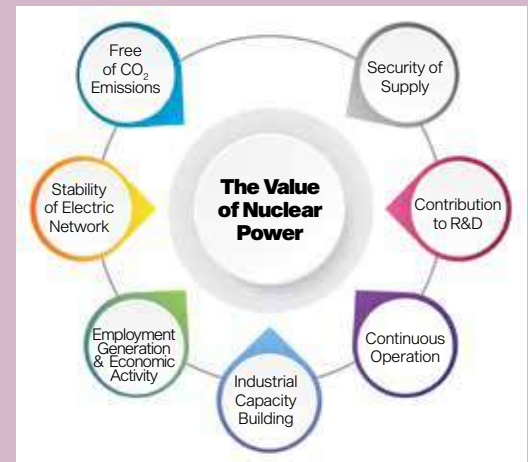 Free
of CO₂
Emissions
Security of
Supply
Stability
of Electric
Network
The Value
of Nuclear
Power
Contribution
to R&D
Employment
Generation
& Economic
Activity
Continuous
Operation
Industrial
Capacity
Building